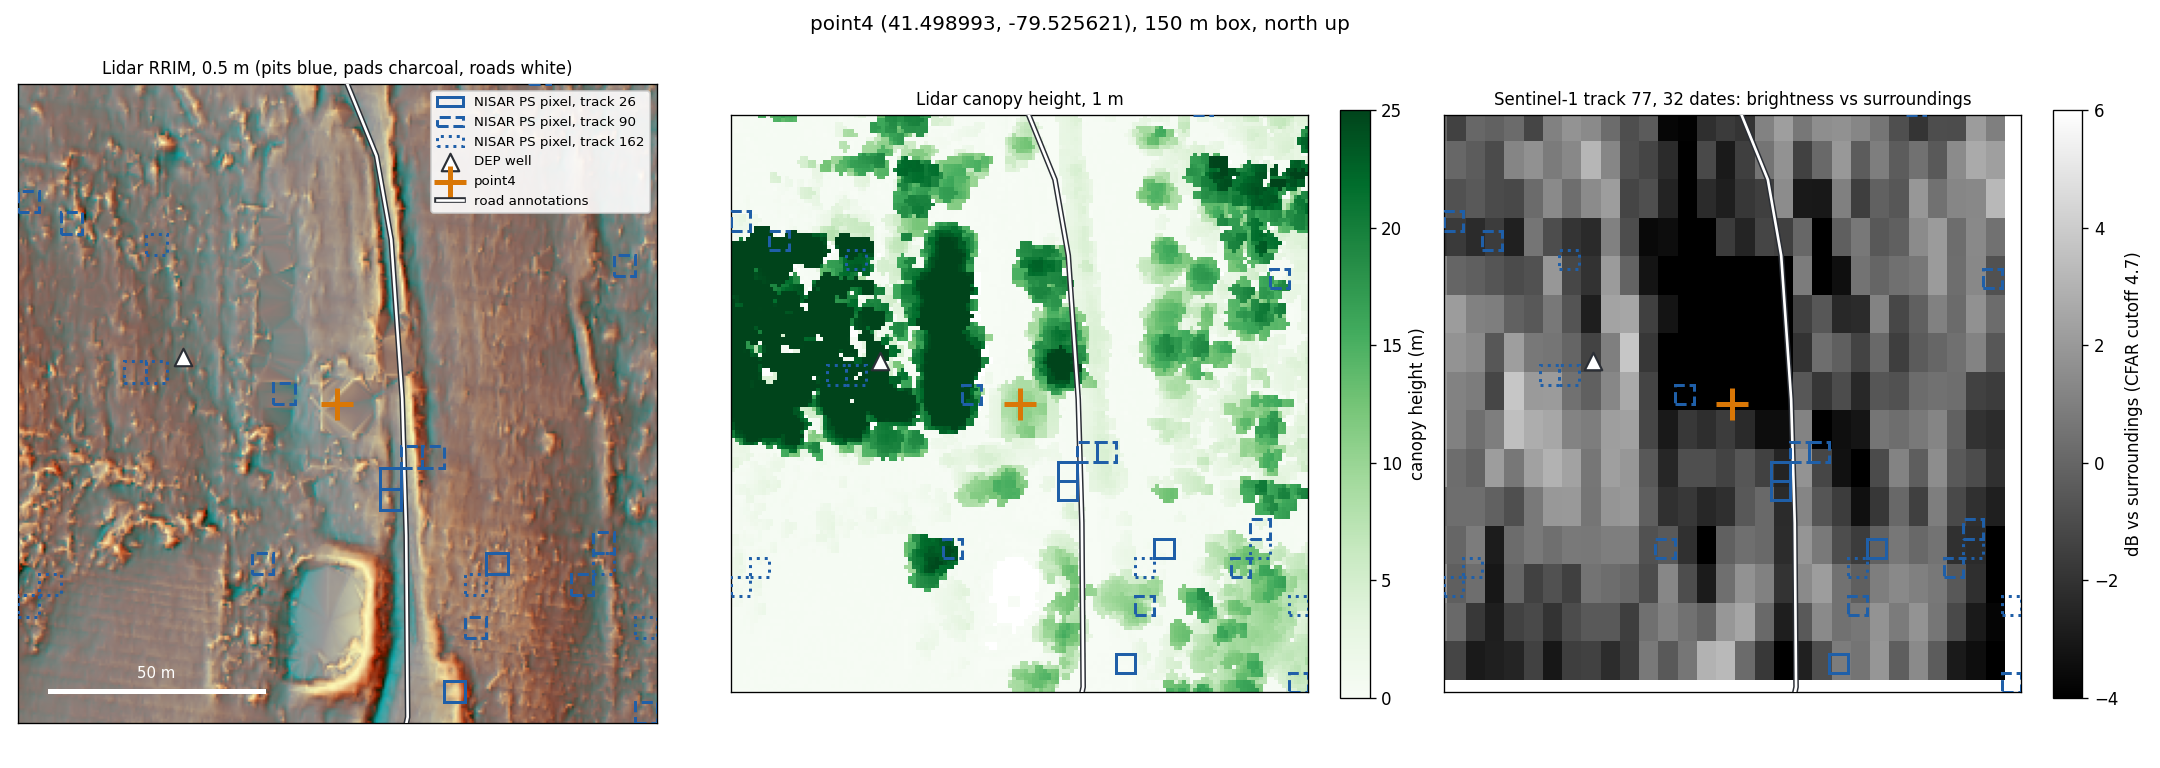 point4 (41.498993, -79.525621), 150 m box, north up
Lidar RRIM, 0.5 m (pits blue, pads charcoal, roads white)
NISAR PS pixel, track 26
NISAR PS pixel, track 90
NISAR PS pixel, track 162
DEP well
point4
road annotations
50 m
Lidar canopy height, 1 m
25
20
15
10
5
0
canopy height (m)
Sentinel-1 track 77, 32 dates: brightness vs surroundings
6
4
2
0
−2
−4
dB vs surroundings (CFAR cutoff 4.7)